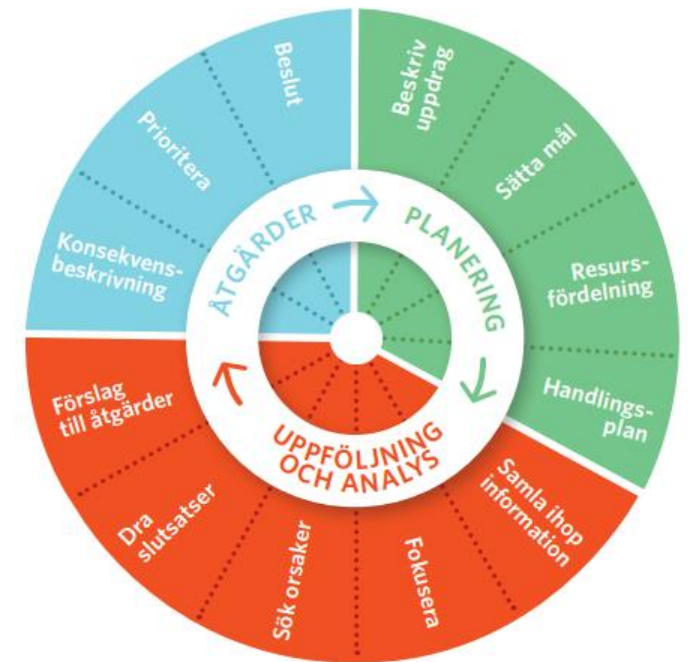 Beskriv
uppdrag
Sätta mål
Resurs-
fördelning
Handlings-
plan
Samla ihop
information
Fokusera
Sök orsaker
Dra
slutsatser
Förslag
till åtgärder
Konsekvens-
beskrivning
Prioritera
Beslut
PLANERING
UPPFÖLJNING
OCH ANALYS
ÅTGÄRDER